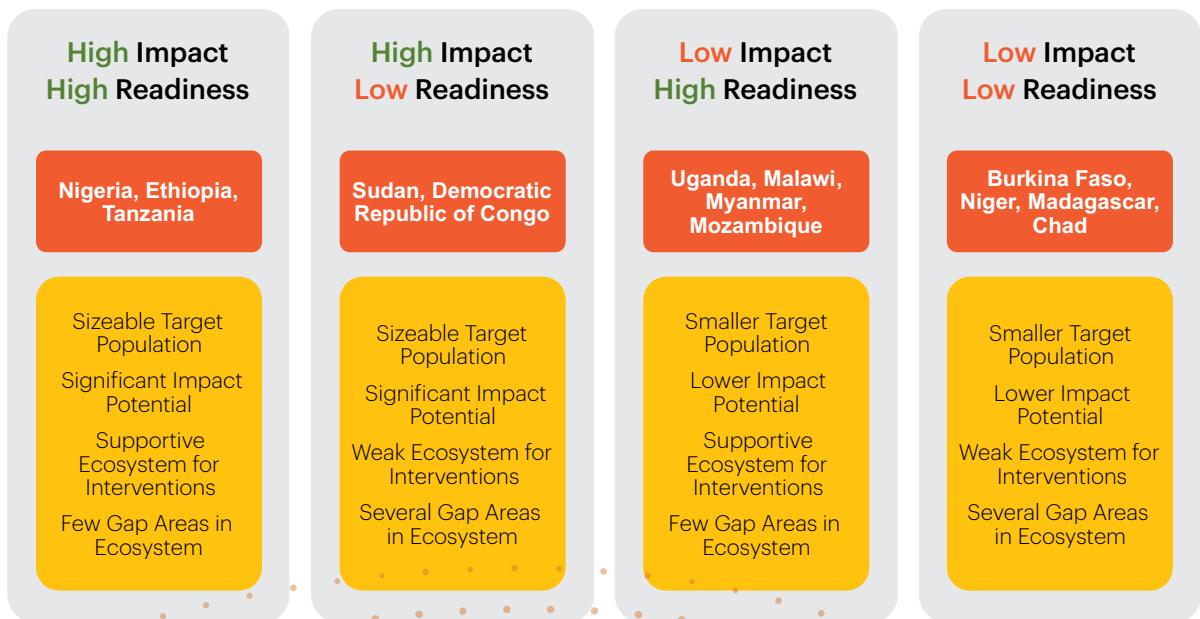 High Impact
High Readiness
Nigeria, Ethiopia,
Tanzania
Sizeable Target
Population
Significant Impact
Potential
Supportive
Ecosystem for
Interventions
Few Gap Areas in
Ecosystem
High Impact
Low Readiness
Sudan, Democratic
Republic of Congo
Sizeable Target
Population
Significant Impact
Potential
Weak Ecosystem for
Interventions
Several Gap Areas
in Ecosystem
Low Impact
High Readiness
Uganda, Malawi,
Myanmar,
Mozambique
Smaller Target
Population
Lower Impact
Potential
Supportive
Ecosystem for
Interventions
Few Gap Areas in
Ecosystem
Low Impact
Low Readiness
Burkina Faso,
Niger, Madagascar,
Chad
Smaller Target
Population
Lower Impact
Potential
Weak Ecosystem for
Interventions
Several Gap Areas
in Ecosystem